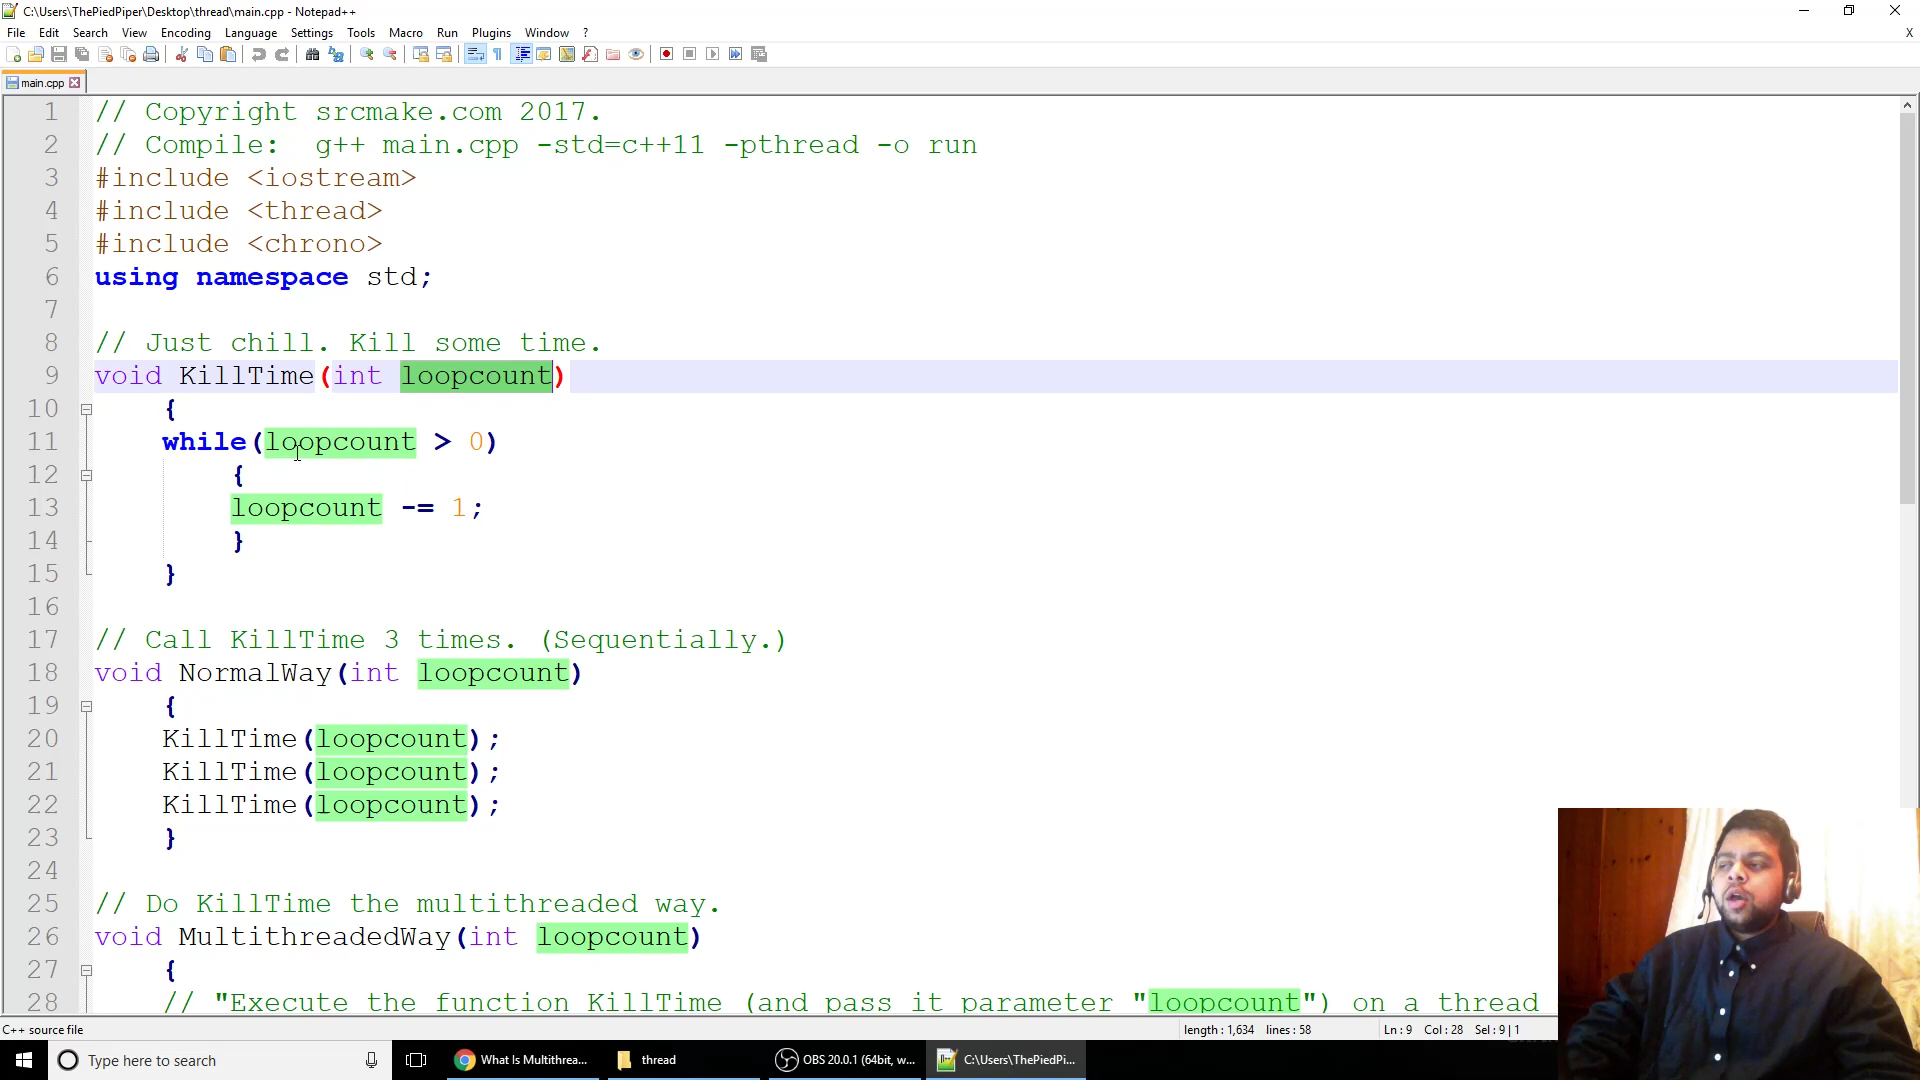 C:\Users\ThePiedPiper\Desktop\thread\main.cpp - Notepad++
File Edit Search View Encoding Language Settings Tools Macro Run Plugins Window ? X
main.cpp
1 // Copyright srcmake.com 2017.
2 // Compile: g++ main.cpp -std=c++11 -pthread -o run
3 #include <iostream>
4 #include <thread>
5 #include <chrono>
6 using namespace std;
7
8 // Just chill. Kill some time.
9 void KillTime(int loopcount)
10 {
11 while(loopcount > 0)
12 {
13 loopcount -= 1;
14 }
15 }
16
17 // Call KillTime 3 times. (Sequentially.)
18 void NormalWay(int loopcount)
19 {
20 KillTime(loopcount);
21 KillTime(loopcount);
22 KillTime(loopcount);
23 }
24
25 // Do KillTime the multithreaded way.
26 void MultithreadedWay(int loopcount)
27 {
28 // "Execute the function KillTime (and pass it parameter "loopcount") on a thread
C++ source file length : 1,634 lines : 58 Ln : 9 Col : 28 Sel : 9 | 1
Type here to search What Is Multithrea... thread OBS 20.0.1 (64bit, w... C:\Users\ThePiedPi...